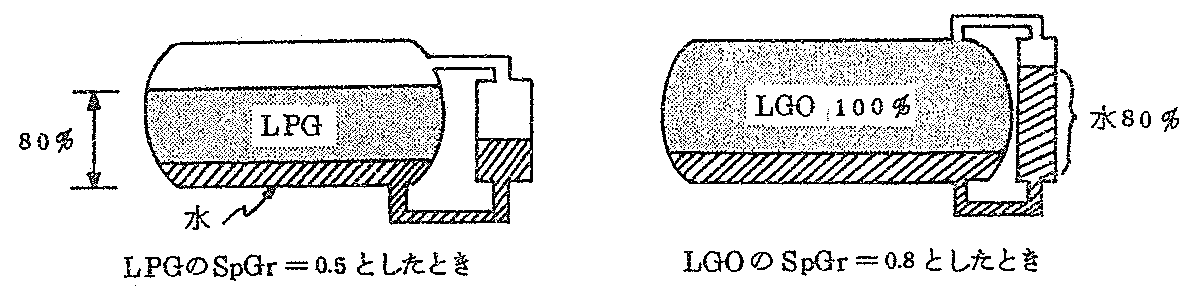 LPG
80%
水
LPGのSpGr＝0.5としたとき
LGO 100%
水80%
LGOのSpGr＝0.8としたとき